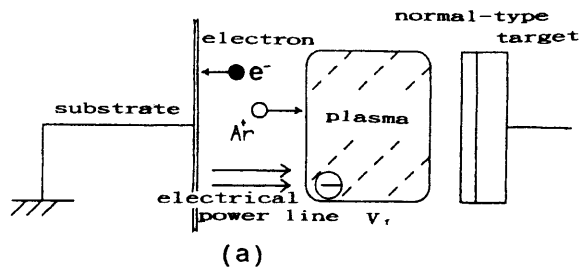 normal-type
target
electron
e⁻
substrate
Ar⁺
plasma
electrical
power line
(a)